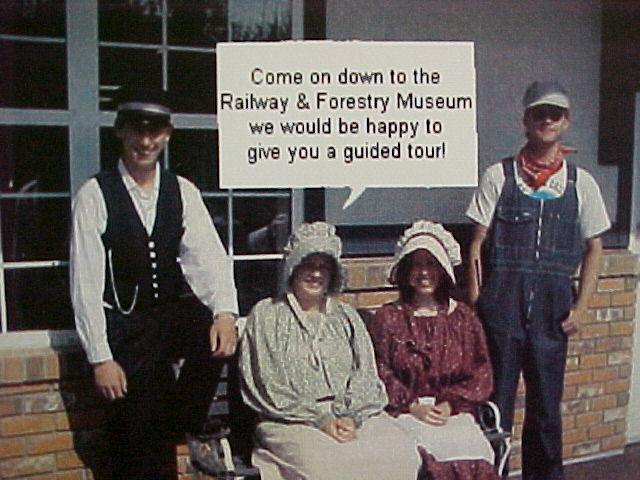 Come on down to the
Railway & Forestry Museum
we would be happy to
give you a guided tour!